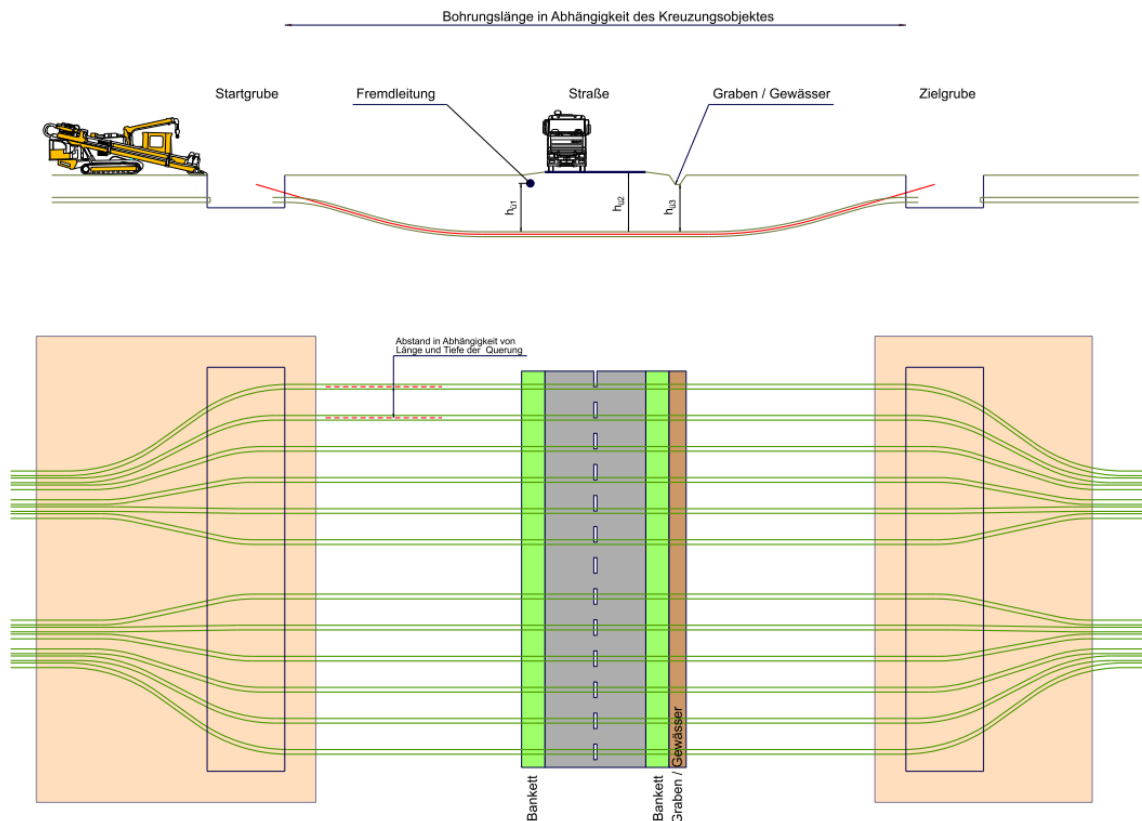 Bohrungslänge in Abhängigkeit des Kreuzungsobjektes
Startgrube
Fremdleitung
Straße
Graben / Gewässer
Zielgrube
hü1
hü2
hü3
Abstand in Abhängigkeit von
Länge und Tiefe der Querung
Bankett
Bankett
Graben / Gewässer